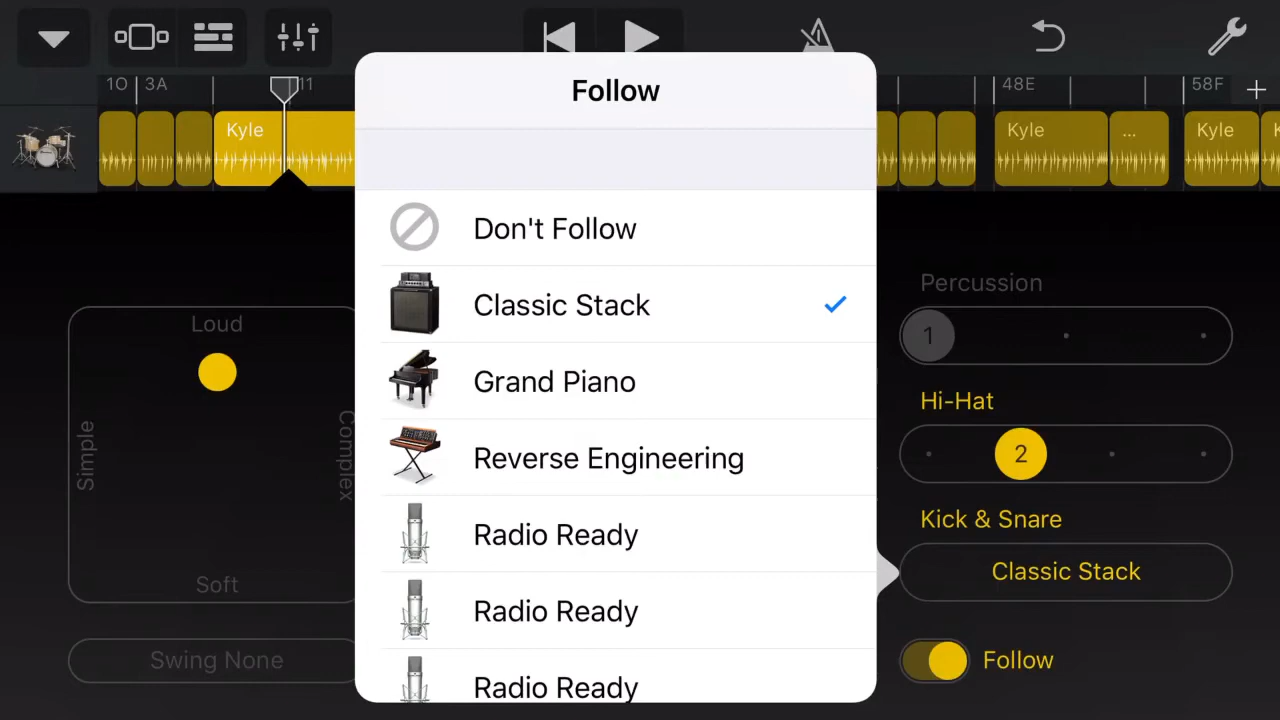 Follow
10 3A 11 48E 58F
Kyle Kyle ... Kyle
Don't Follow
Classic Stack
Grand Piano
Reverse Engineering
Radio Ready
Radio Ready
Radio Ready
Loud
Simple
Complex
Soft
Swing None
Percussion
1
Hi-Hat
2
Kick & Snare
Classic Stack
Follow